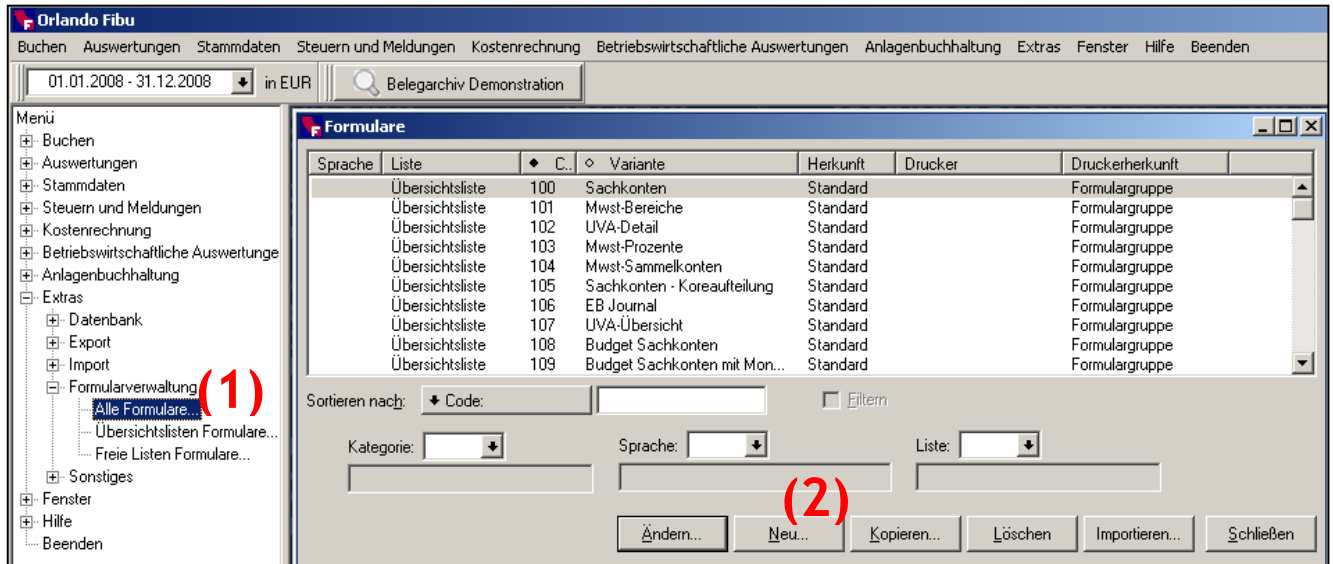 Orlando Fibu
Buchen Auswertungen Stammdaten Steuern und Meldungen Kostenrechnung Betriebswirtschaftliche Auswertungen Anlagenbuchhaltung Extras Fenster Hilfe Beenden
01.01.2008 - 31.12.2008 in EUR Belegarchiv Demonstration
Menü
Buchen
Auswertungen
Stammdaten
Steuern und Meldungen
Kostenrechnung
Betriebswirtschaftliche Auswertunge
Anlagenbuchhaltung
Extras
Datenbank
Export
Import
Formularverwaltung
(1)
Alle Formulare...
Übersichtslisten Formulare...
Freie Listen Formulare...
Sonstiges
Fenster
Hilfe
Beenden
Formulare
Sprache Liste C.. Variante Herkunft Drucker Druckerherkunft
Übersichtsliste 100 Sachkonten Standard Formulargruppe
Übersichtsliste 101 Mwst-Bereiche Standard Formulargruppe
Übersichtsliste 102 UVA-Detail Standard Formulargruppe
Übersichtsliste 103 Mwst-Prozente Standard Formulargruppe
Übersichtsliste 104 Mwst-Sammelkonten Standard Formulargruppe
Übersichtsliste 105 Sachkonten - Koreaufteilung Standard Formulargruppe
Übersichtsliste 106 EB Journal Standard Formulargruppe
Übersichtsliste 107 UVA-Übersicht Standard Formulargruppe
Übersichtsliste 108 Budget Sachkonten Standard Formulargruppe
Übersichtsliste 109 Budget Sachkonten mit Mon... Standard Formulargruppe
Sortieren nach: Code: Filtern
Kategorie: Sprache: Liste:
(2)
Ändern... Neu... Kopieren... Löschen Importieren... Schließen